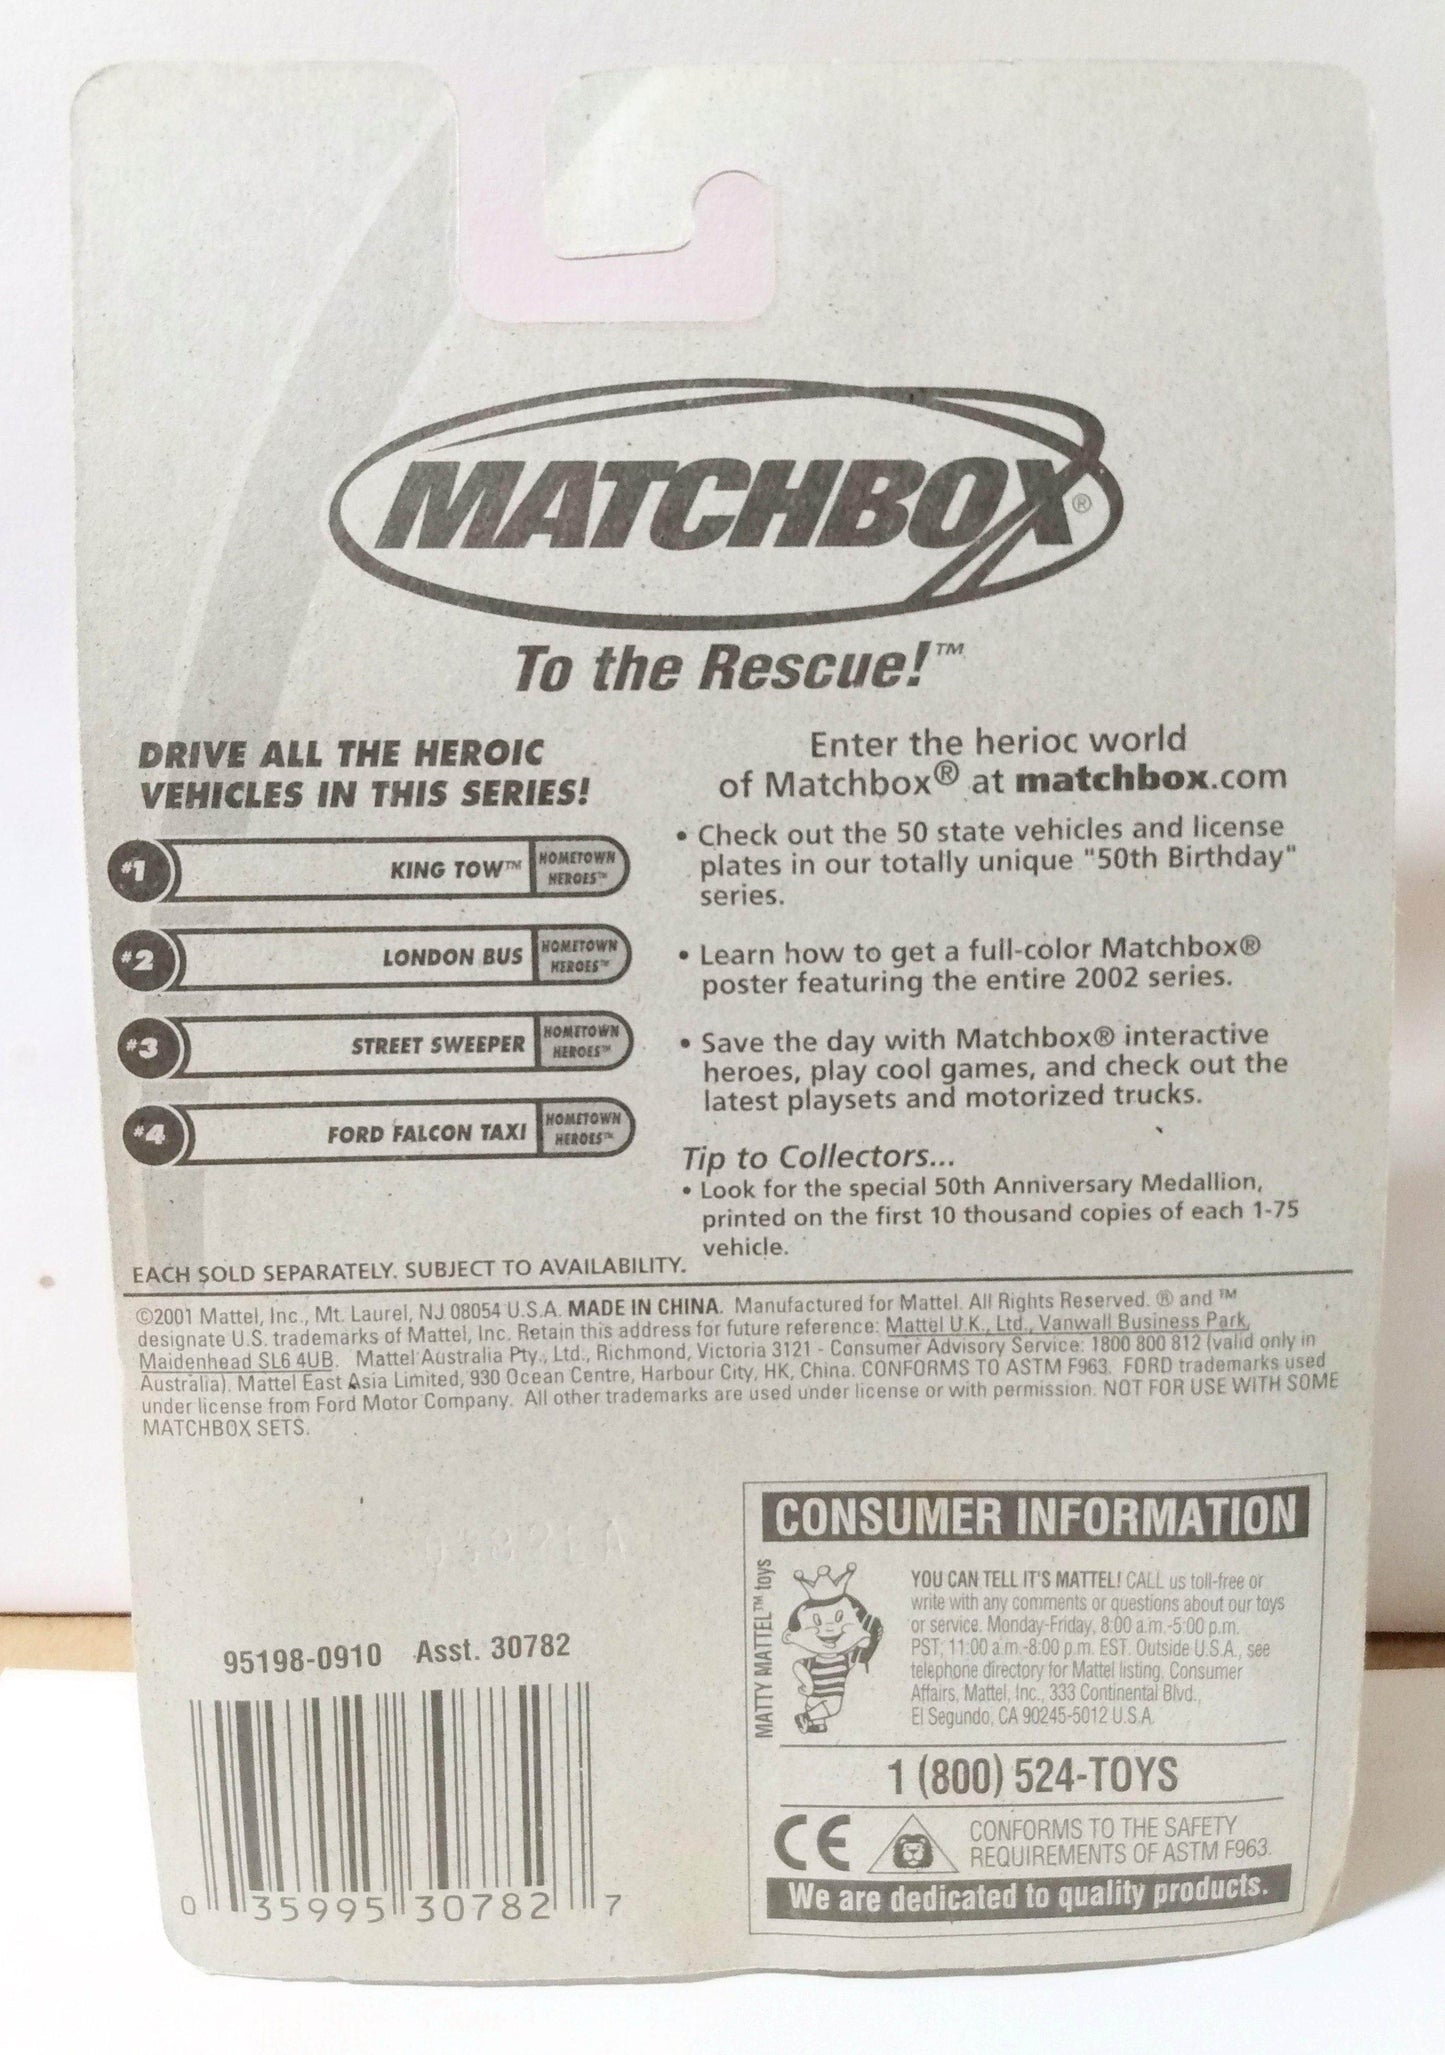 MATCHBOX®
To the Rescue!™
DRIVE ALL THE HEROIC
VEHICLES IN THIS SERIES!
#1 KING TOW™ HOMETOWN HEROES™
#2 LONDON BUS HOMETOWN HEROES™
#3 STREET SWEEPER HOMETOWN HEROES™
#4 FORD FALCON TAXI HOMETOWN HEROES™
EACH SOLD SEPARATELY. SUBJECT TO AVAILABILITY.
Enter the herioc world
of Matchbox® at matchbox.com
• Check out the 50 state vehicles and license
plates in our totally unique "50th Birthday"
series.
• Learn how to get a full-color Matchbox®
poster featuring the entire 2002 series.
• Save the day with Matchbox® interactive
heroes, play cool games, and check out the
latest playsets and motorized trucks.
Tip to Collectors...
• Look for the special 50th Anniversary Medallion,
printed on the first 10 thousand copies of each 1-75
vehicle.
©2001 Mattel, Inc., Mt. Laurel, NJ 08054 U.S.A. MADE IN CHINA. Manufactured for Mattel. All Rights Reserved. ® and ™
designate U.S. trademarks of Mattel, Inc. Retain this address for future reference: Mattel U.K., Ltd., Vanwall Business Park,
Maidenhead SL6 4UB. Mattel Australia Pty., Ltd., Richmond, Victoria 3121 - Consumer Advisory Service: 1800 800 812 (valid only in
Australia). Mattel East Asia Limited, 930 Ocean Centre, Harbour City, HK, China. CONFORMS TO ASTM F963. FORD trademarks used
under license from Ford Motor Company. All other trademarks are used under license or with permission. NOT FOR USE WITH SOME
MATCHBOX SETS.
95198-0910 Asst. 30782
0 35995 30782 7
CONSUMER INFORMATION
MATTY MATTEL™ toys
YOU CAN TELL IT'S MATTEL! CALL us toll-free or
write with any comments or questions about our toys
or service. Monday-Friday, 8:00 a.m.-5:00 p.m.
PST; 11:00 a.m.-8:00 p.m. EST. Outside U.S.A., see
telephone directory for Mattel listing. Consumer
Affairs, Mattel, Inc., 333 Continental Blvd.,
El Segundo, CA 90245-5012 U.S.A.
1 (800) 524-TOYS
CE
CONFORMS TO THE SAFETY
REQUIREMENTS OF ASTM F963.
We are dedicated to quality products.